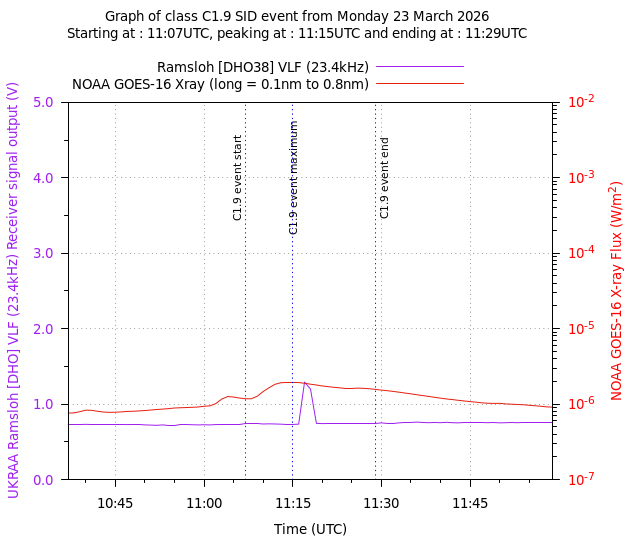 Graph of class C1.9 SID event from Monday 23 March 2026
Starting at : 11:07UTC, peaking at : 11:15UTC and ending at : 11:29UTC
Ramsloh [DHO38] VLF (23.4kHz)
NOAA GOES-16 Xray (long = 0.1nm to 0.8nm)
UKRAA Ramsloh [DHO] VLF (23.4kHz) Receiver signal output (V)
5.0
4.0
3.0
2.0
1.0
0.0
C1.9 event start
C1.9 event maximum
C1.9 event end
10^-2
10^-3
10^-4
10^-5
10^-6
10^-7
NOAA GOES-16 X-ray Flux (W/m²)
10:45 11:00 11:15 11:30 11:45
Time (UTC)